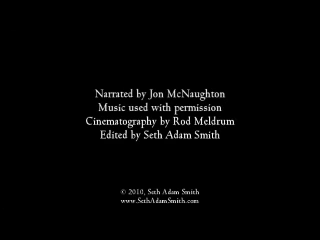 Narrated by Jon McNaughton
Music used with permission
Cinematography by Rod Meldrum
Edited by Seth Adam Smith
© 2010, Seth Adam Smith
www.SethAdamSmith.com